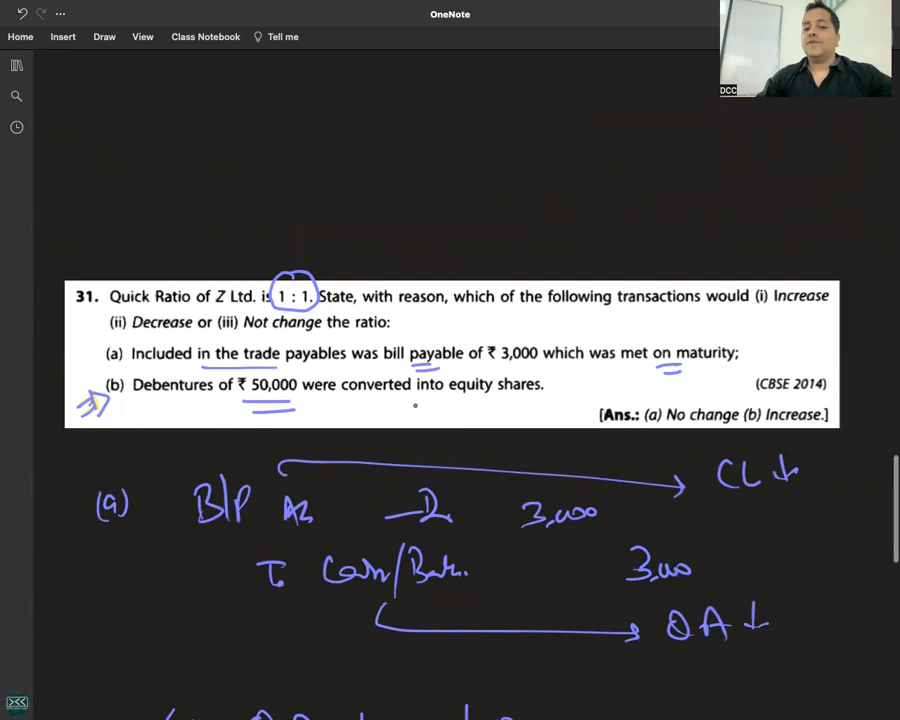 OneNote
Home Insert Draw View Class Notebook Tell me
DCC
31. Quick Ratio of Z Ltd. is 1 : 1. State, with reason, which of the following transactions would (i) Increase
(ii) Decrease or (iii) Not change the ratio:
(a) Included in the trade payables was bill payable of ₹ 3,000 which was met on maturity;
(b) Debentures of ₹ 50,000 were converted into equity shares. (CBSE 2014)
[Ans.: (a) No change (b) Increase.]
CL ↓
(a) B/P A/c —D 3,000
To Cash/Bank 3,000
QA ↓